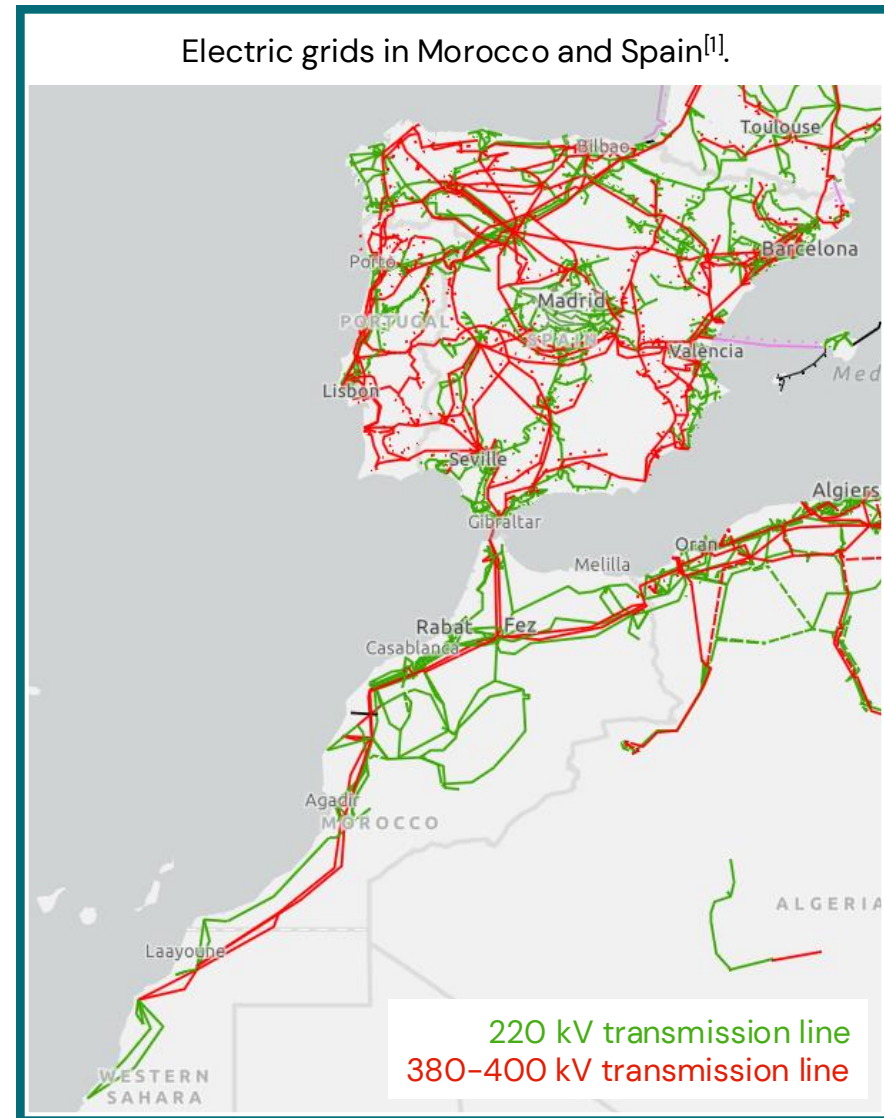 Electric grids in Morocco and Spain[1].
Toulouse
Bilbao
Barcelona
Porto
Madrid
PORTUGAL
SPAIN
València
Lisbon
Med
Seville
Algiers
Gibraltar
Oran
Melilla
Rabat
Fez
Casablanca
Agadir
MOROCCO
ALGERIA
Laayoune
220 kV transmission line
380-400 kV transmission line
WESTERN
SAHARA